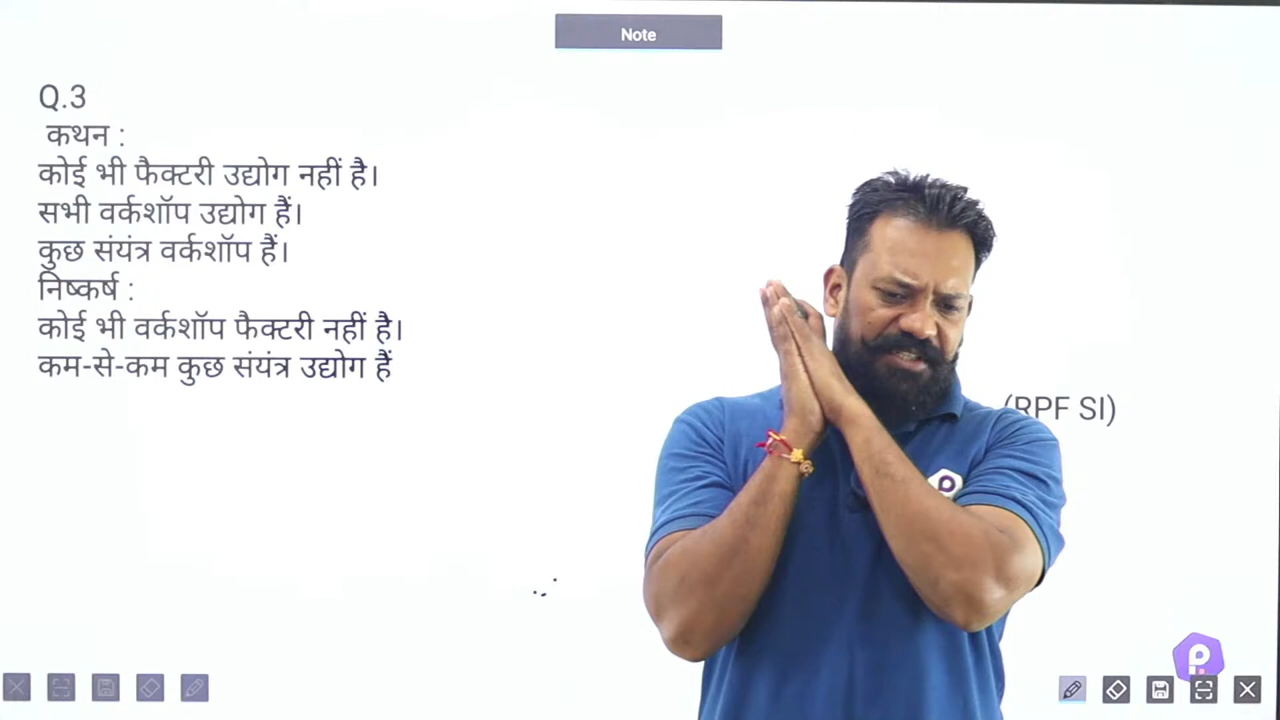 Note
Q.3
कथन :
कोई भी फैक्टरी उद्योग नहीं है।
सभी वर्कशॉप उद्योग हैं।
कुछ संयंत्र वर्कशॉप हैं।
निष्कर्ष :
कोई भी वर्कशॉप फैक्टरी नहीं है।
कम-से-कम कुछ संयंत्र उद्योग हैं
(RPF SI)